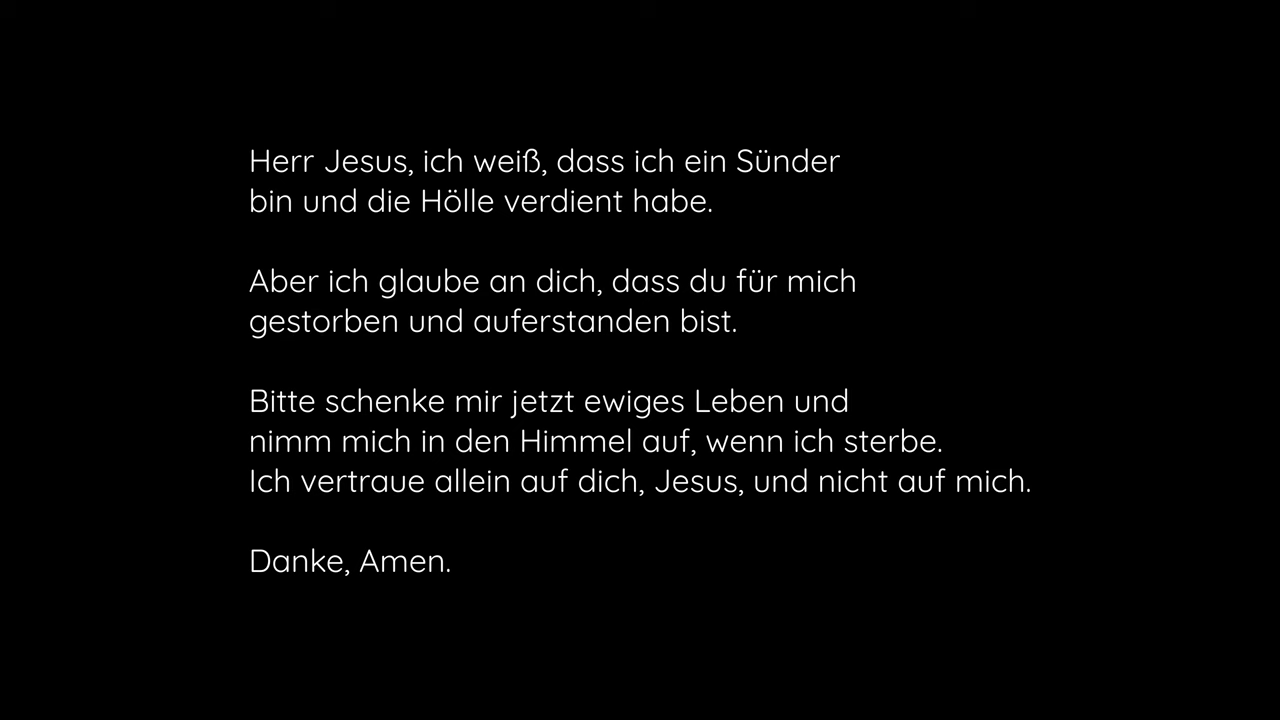 Herr Jesus, ich weiß, dass ich ein Sünder
bin und die Hölle verdient habe.
Aber ich glaube an dich, dass du für mich
gestorben und auferstanden bist.
Bitte schenke mir jetzt ewiges Leben und
nimm mich in den Himmel auf, wenn ich sterbe.
Ich vertraue allein auf dich, Jesus, und nicht auf mich.
Danke, Amen.